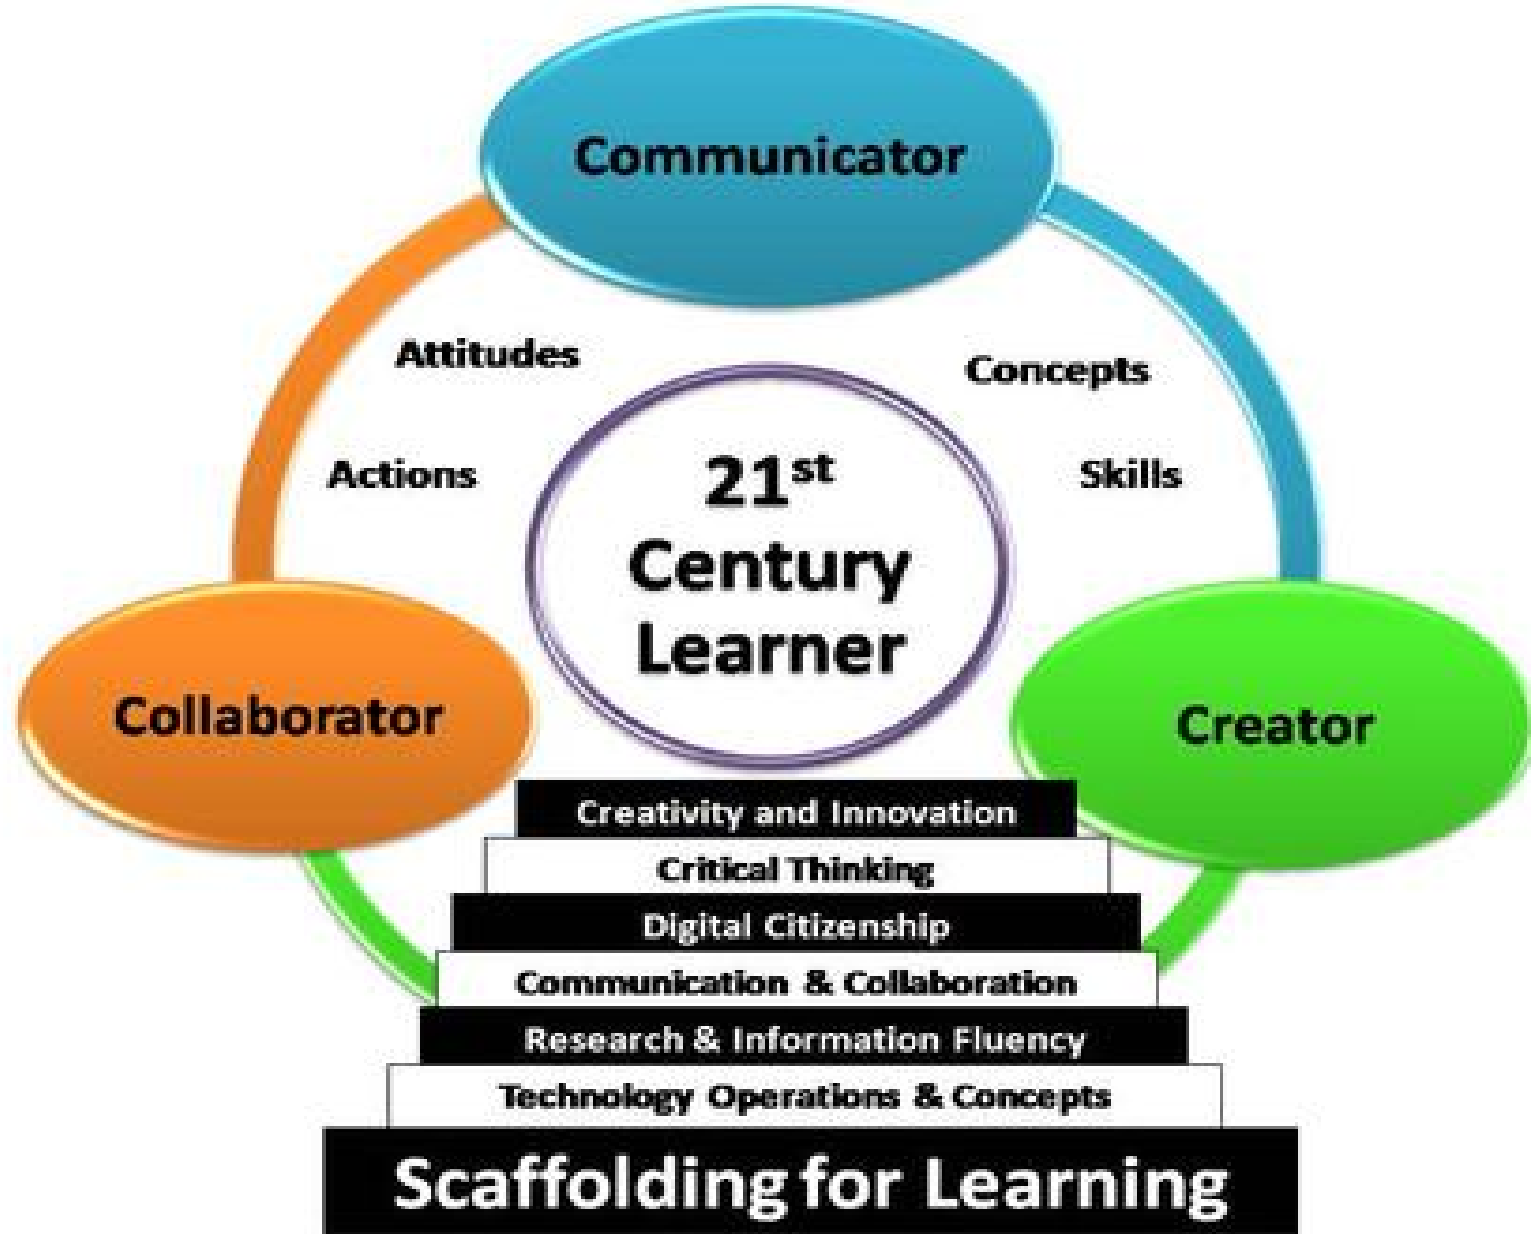 Communicator
Attitudes
Concepts
Actions
Skills
21st
Century
Learner
Collaborator
Creator
Creativity and Innovation
Critical Thinking
Digital Citizenship
Communication & Collaboration
Research & Information Fluency
Technology Operations & Concepts
Scaffolding for Learning